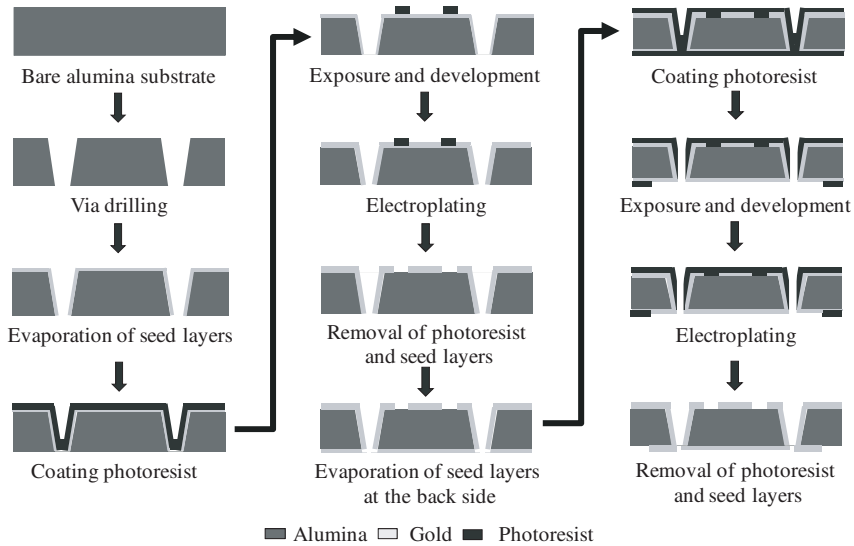 Bare alumina substrate
Via drilling
Evaporation of seed layers
Coating photoresist
Exposure and development
Electroplating
Removal of photoresist
and seed layers
Evaporation of seed layers
at the back side
Coating photoresist
Exposure and development
Electroplating
Removal of photoresist
and seed layers
Alumina Gold Photoresist